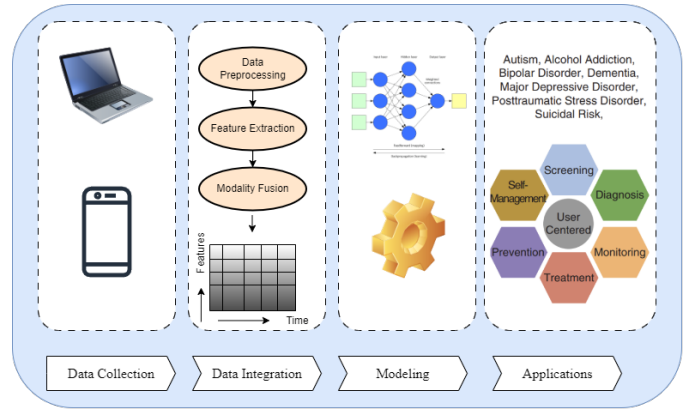 Data
Preprocessing
Feature Extraction
Modality Fusion
Features
Time
Autism, Alcohol Addiction,
Bipolar Disorder, Dementia,
Major Depressive Disorder,
Posttraumatic Stress Disorder,
Suicidal Risk,
Screening
Self-
Management
Diagnosis
User
Centered
Prevention
Monitoring
Treatment
Data Collection
Data Integration
Modeling
Applications